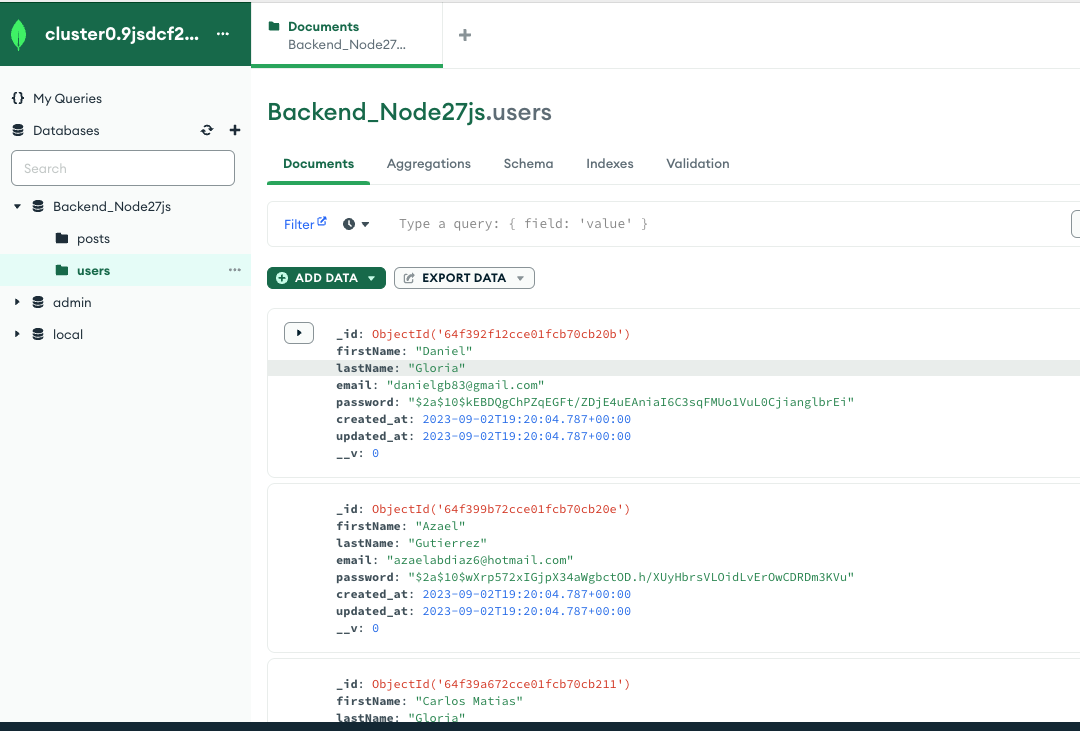 cluster0.9jsdcf2... ...
Documents
Backend_Node27...
My Queries
Databases
Search
Backend_Node27js
posts
users ...
admin
local
Backend_Node27js.users
Documents Aggregations Schema Indexes Validation
Filter Type a query: { field: 'value' }
ADD DATA EXPORT DATA
_id: ObjectId('64f392f12cce01fcb70cb20b')
firstName: "Daniel"
lastName: "Gloria"
email: "danielgb83@gmail.com"
password: "$2a$10$kEBDQgChPZqEGFt/ZDjE4uEAniaI6C3sqFMUo1VuL0CjianglbrEi"
created_at: 2023-09-02T19:20:04.787+00:00
updated_at: 2023-09-02T19:20:04.787+00:00
__v: 0
_id: ObjectId('64f399b72cce01fcb70cb20e')
firstName: "Azael"
lastName: "Gutierrez"
email: "azaelabdiaz6@hotmail.com"
password: "$2a$10$wXrp572xIGjpX34aWgbctOD.h/XUyHbrsVLOidLvErOwCDRDm3KVu"
created_at: 2023-09-02T19:20:04.787+00:00
updated_at: 2023-09-02T19:20:04.787+00:00
__v: 0
_id: ObjectId('64f39a672cce01fcb70cb211')
firstName: "Carlos Matias"
lastName: "Gloria"